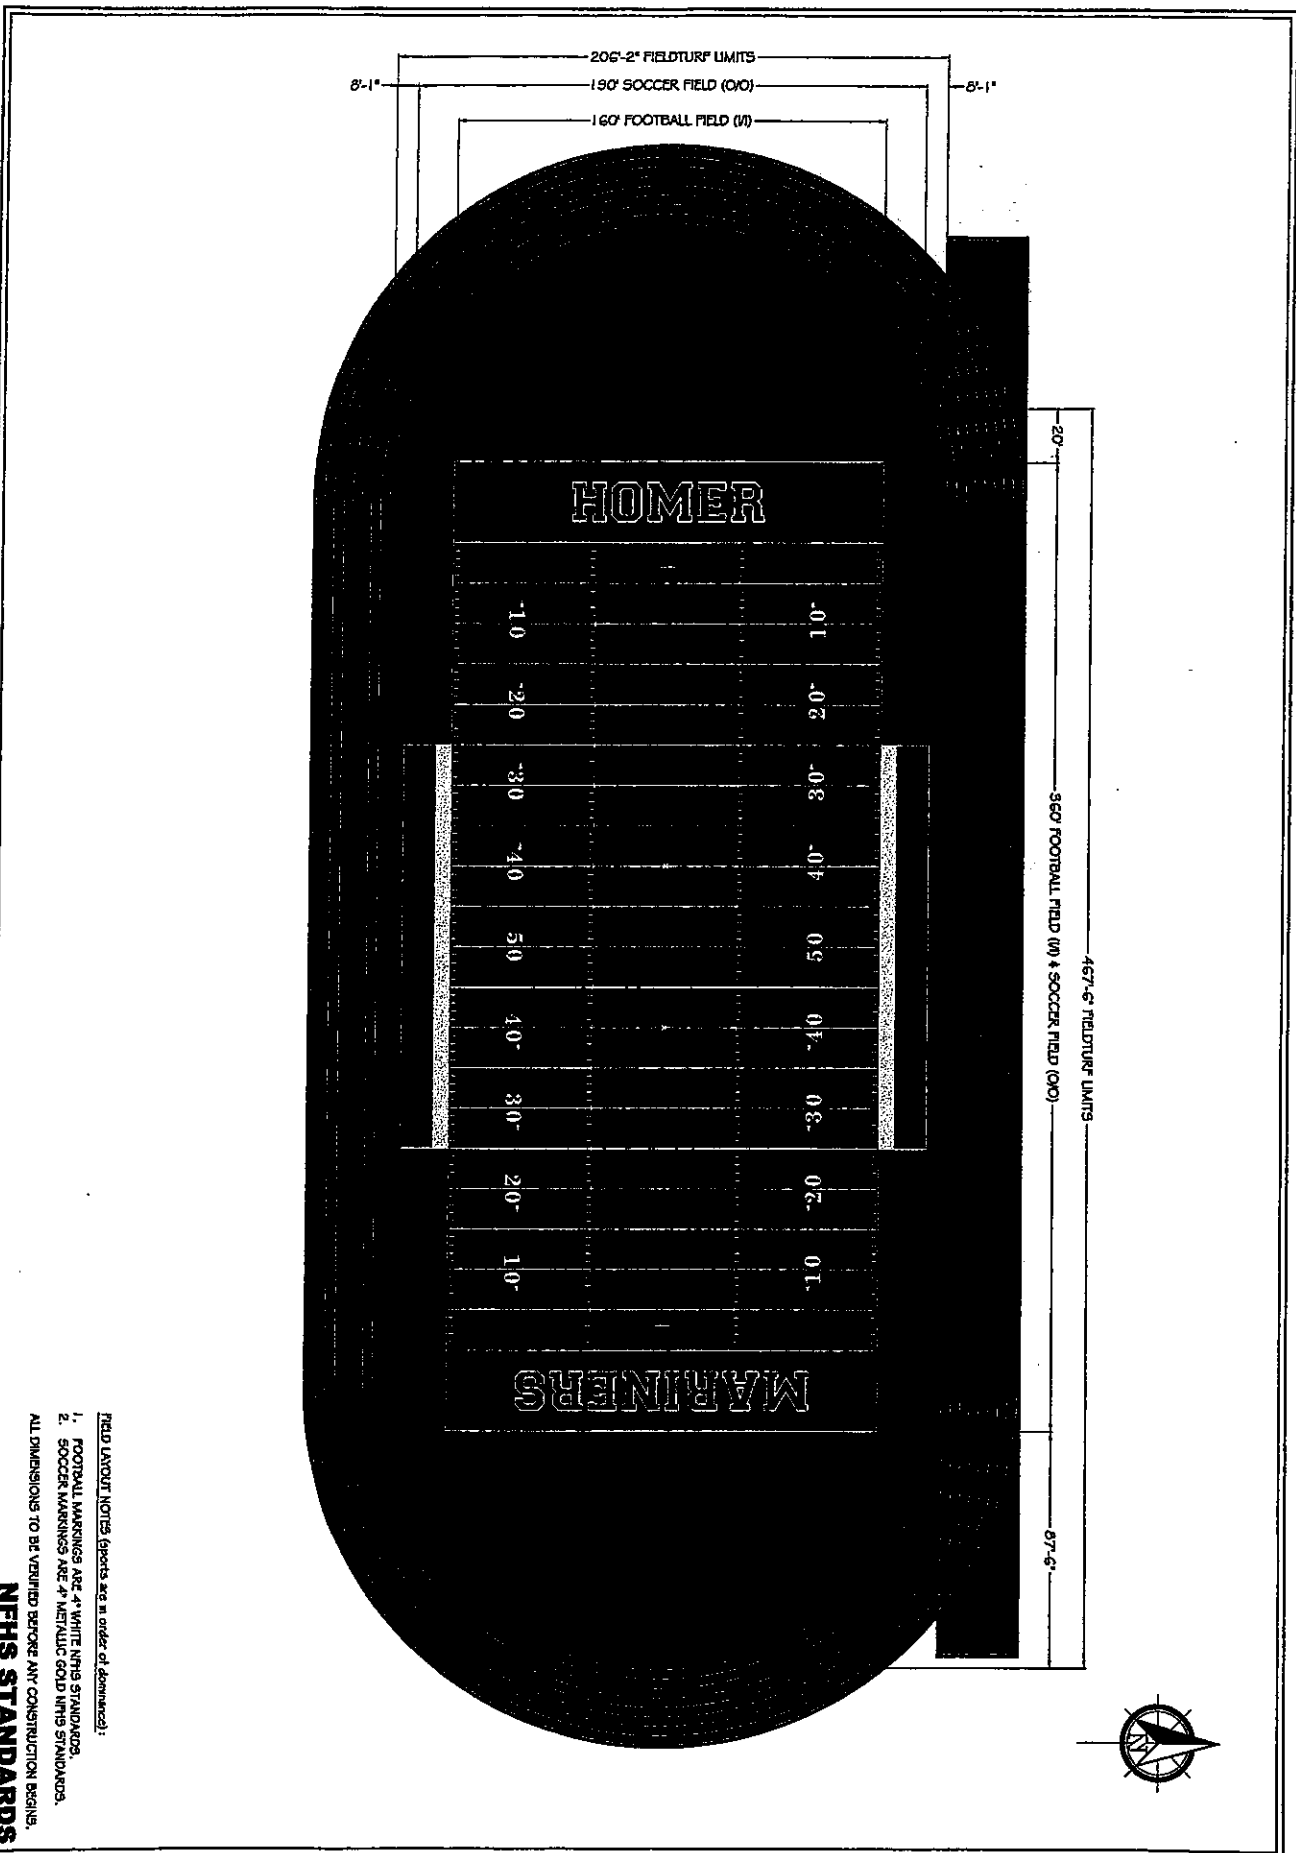 206'-2" FIELDTURF LIMITS
8'-1"
190' SOCCER FIELD (O/O)
8'-1"
160' FOOTBALL FIELD (I/I)
20'
360' FOOTBALL FIELD (I/I) & SOCCER FIELD (O/O)
467'-6" FIELDTURF LIMITS
87'-6"
HOMER
10 10
20 20
30 30
40 40
50 50
40 40
30 30
20 20
10 10
MARINERS
N
FIELD LAYOUT NOTES (sports are in order of dominance):
1. FOOTBALL MARKINGS ARE 4" WHITE NFHS STANDARDS.
2. SOCCER MARKINGS ARE 4" METALLIC GOLD NFHS STANDARDS.
ALL DIMENSIONS TO BE VERIFIED BEFORE ANY CONSTRUCTION BEGINS.
NFHS STANDARDS